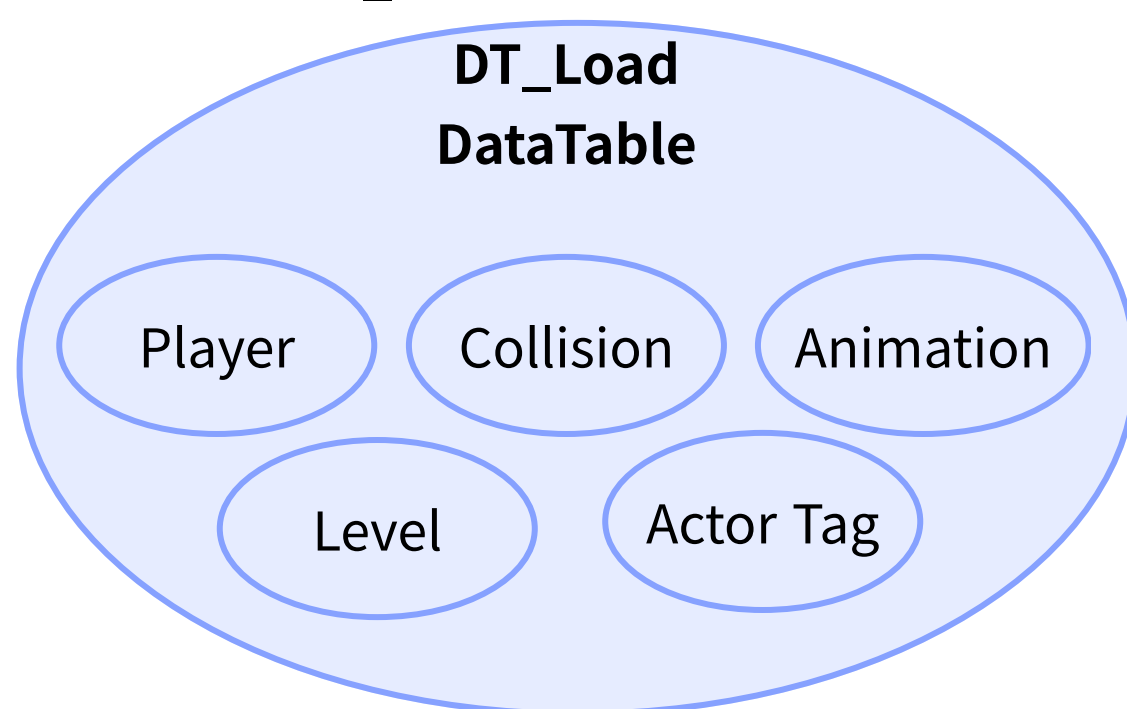 DT_Load
DataTable
Player
Collision
Animation
Level
Actor Tag